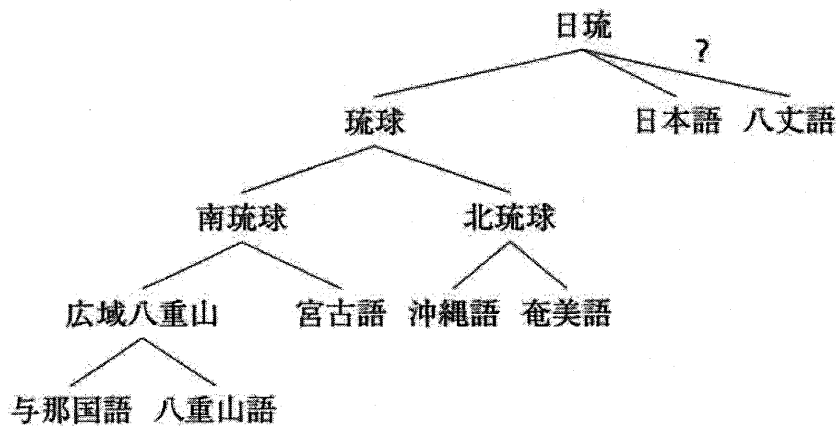 日琉
?
琉球
日本語 八丈語
南琉球
北琉球
広域八重山
宮古語 沖縄語 奄美語
与那国語 八重山語